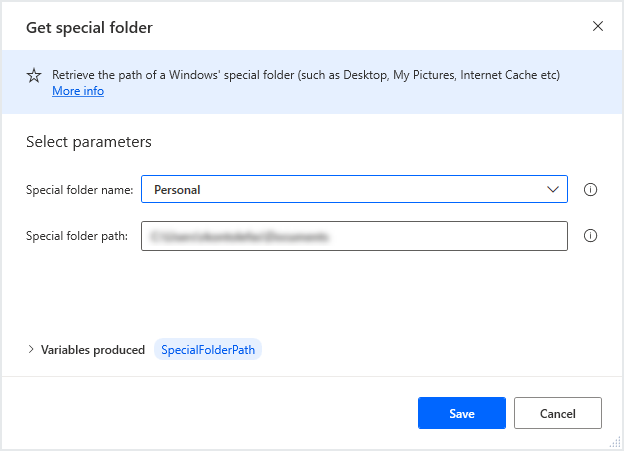 Get special folder
Retrieve the path of a Windows' special folder (such as Desktop, My Pictures, Internet Cache etc)
More info
Select parameters
Special folder name: Personal
Special folder path:
Variables produced SpecialFolderPath
Save Cancel